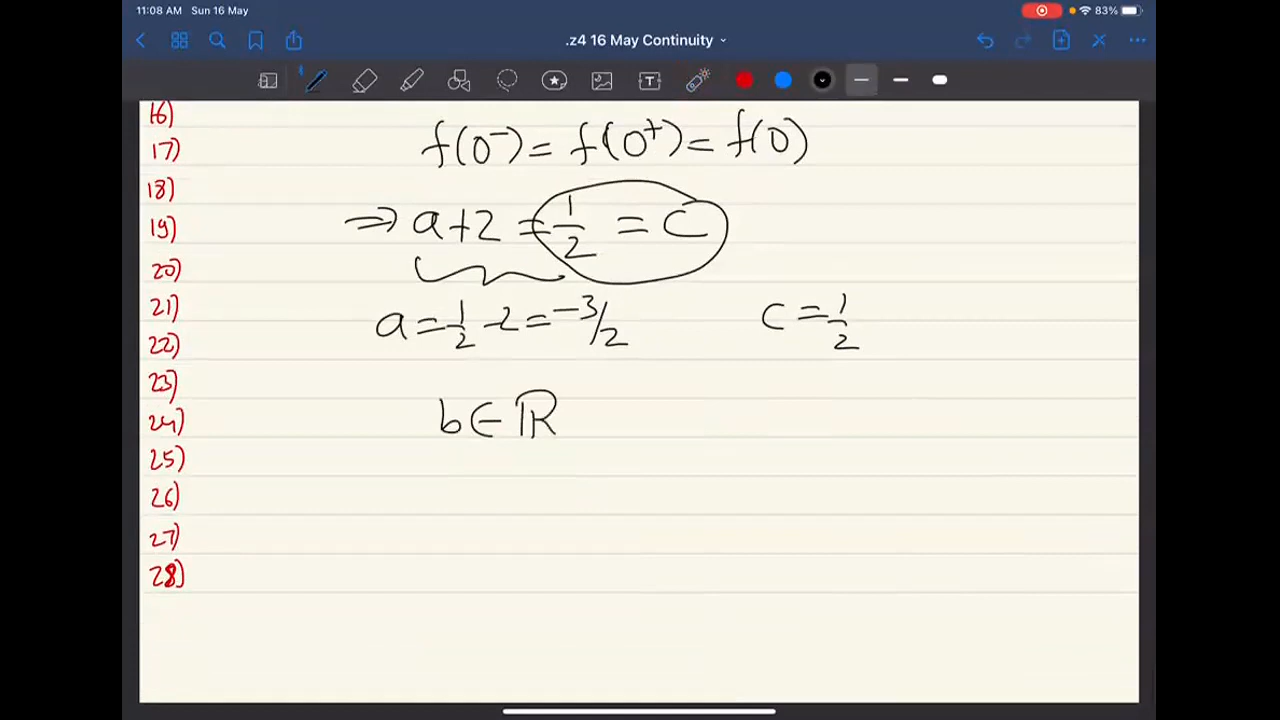 11:08 AM Sun 16 May
83%
.z4 16 May Continuity
16)
17) f(0⁻) = f(0⁺) = f(0)
18)
19) ⇒ a+2 = 1/2 = C
20)
21) a = 1/2 - 2 = -3/2 c = 1/2
22)
23)
24) b ∈ ℝ
25)
26)
27)
28)